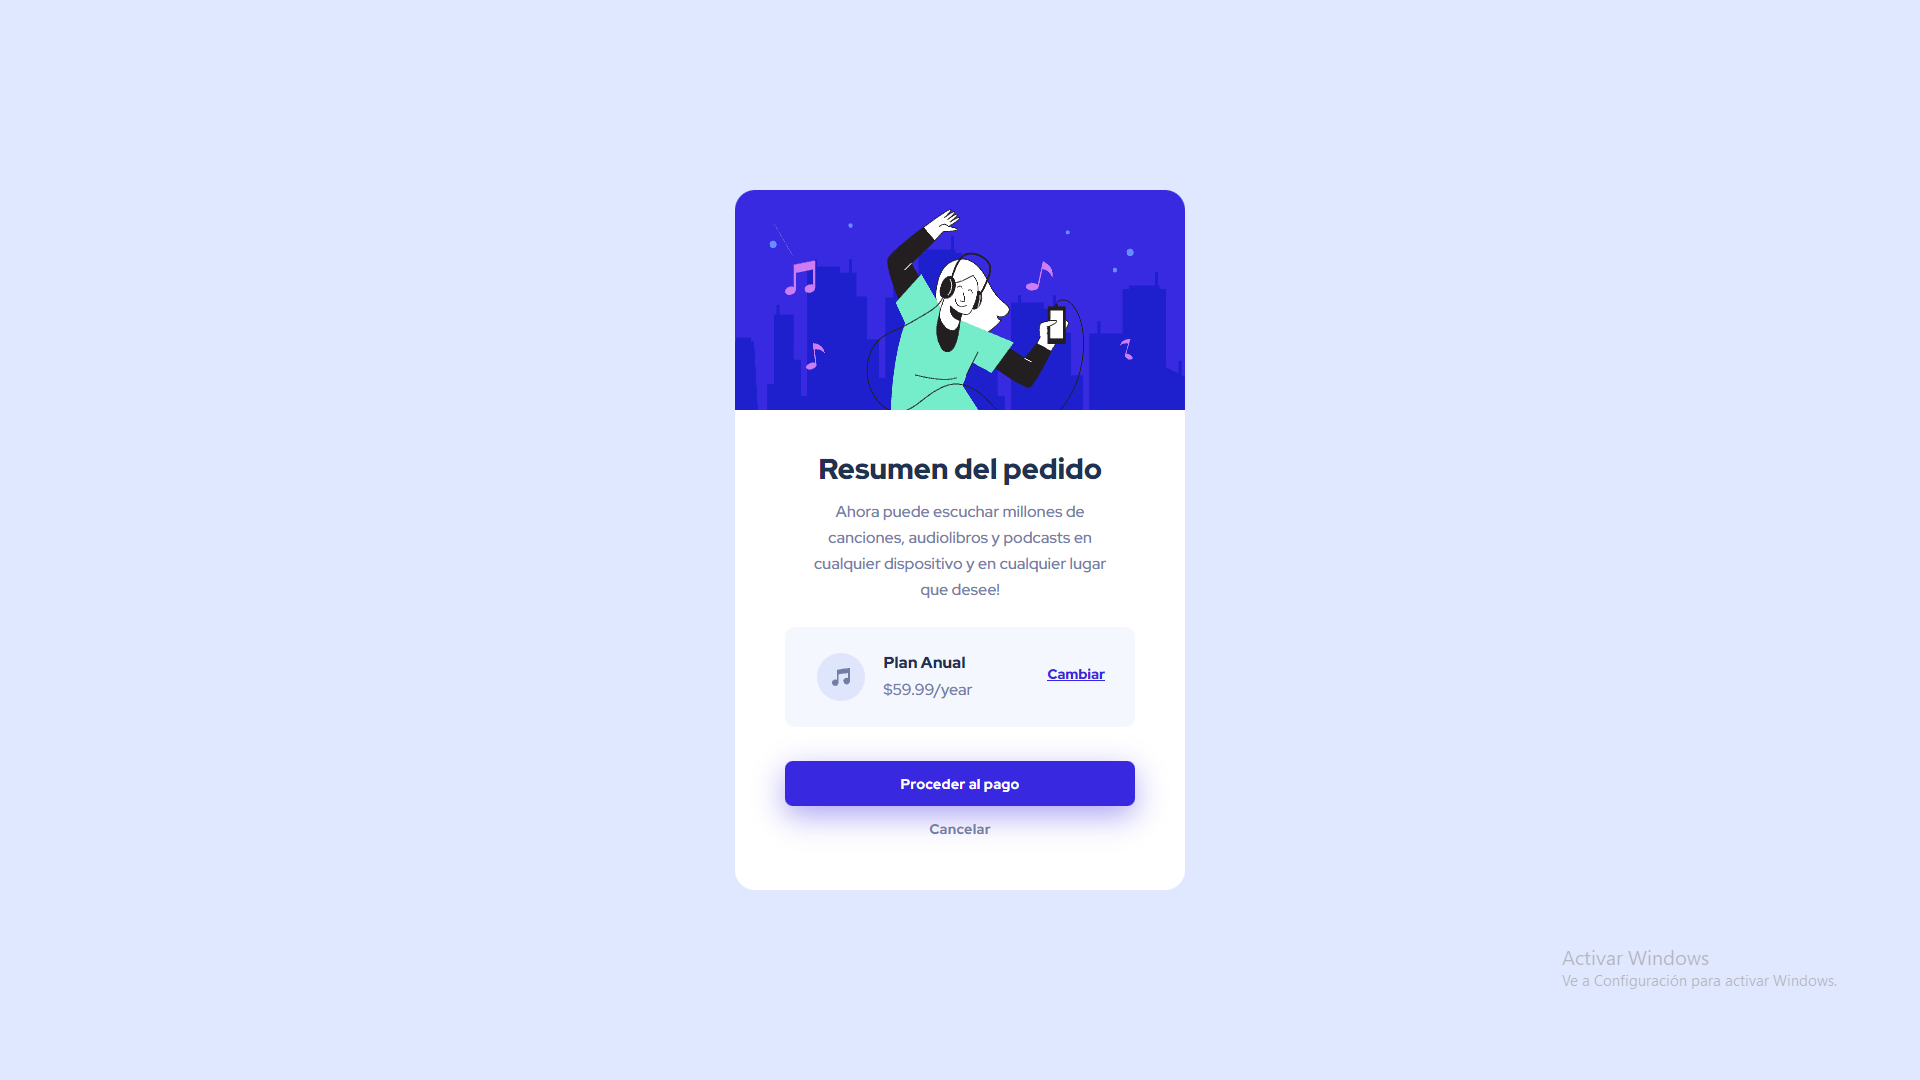 Resumen del pedido
Ahora puede escuchar millones de
canciones, audiolibros y podcasts en
cualquier dispositivo y en cualquier lugar
que desee!
Plan Anual
$59.99/year
Cambiar
Proceder al pago
Cancelar
Activar Windows
Ve a Configuración para activar Windows.